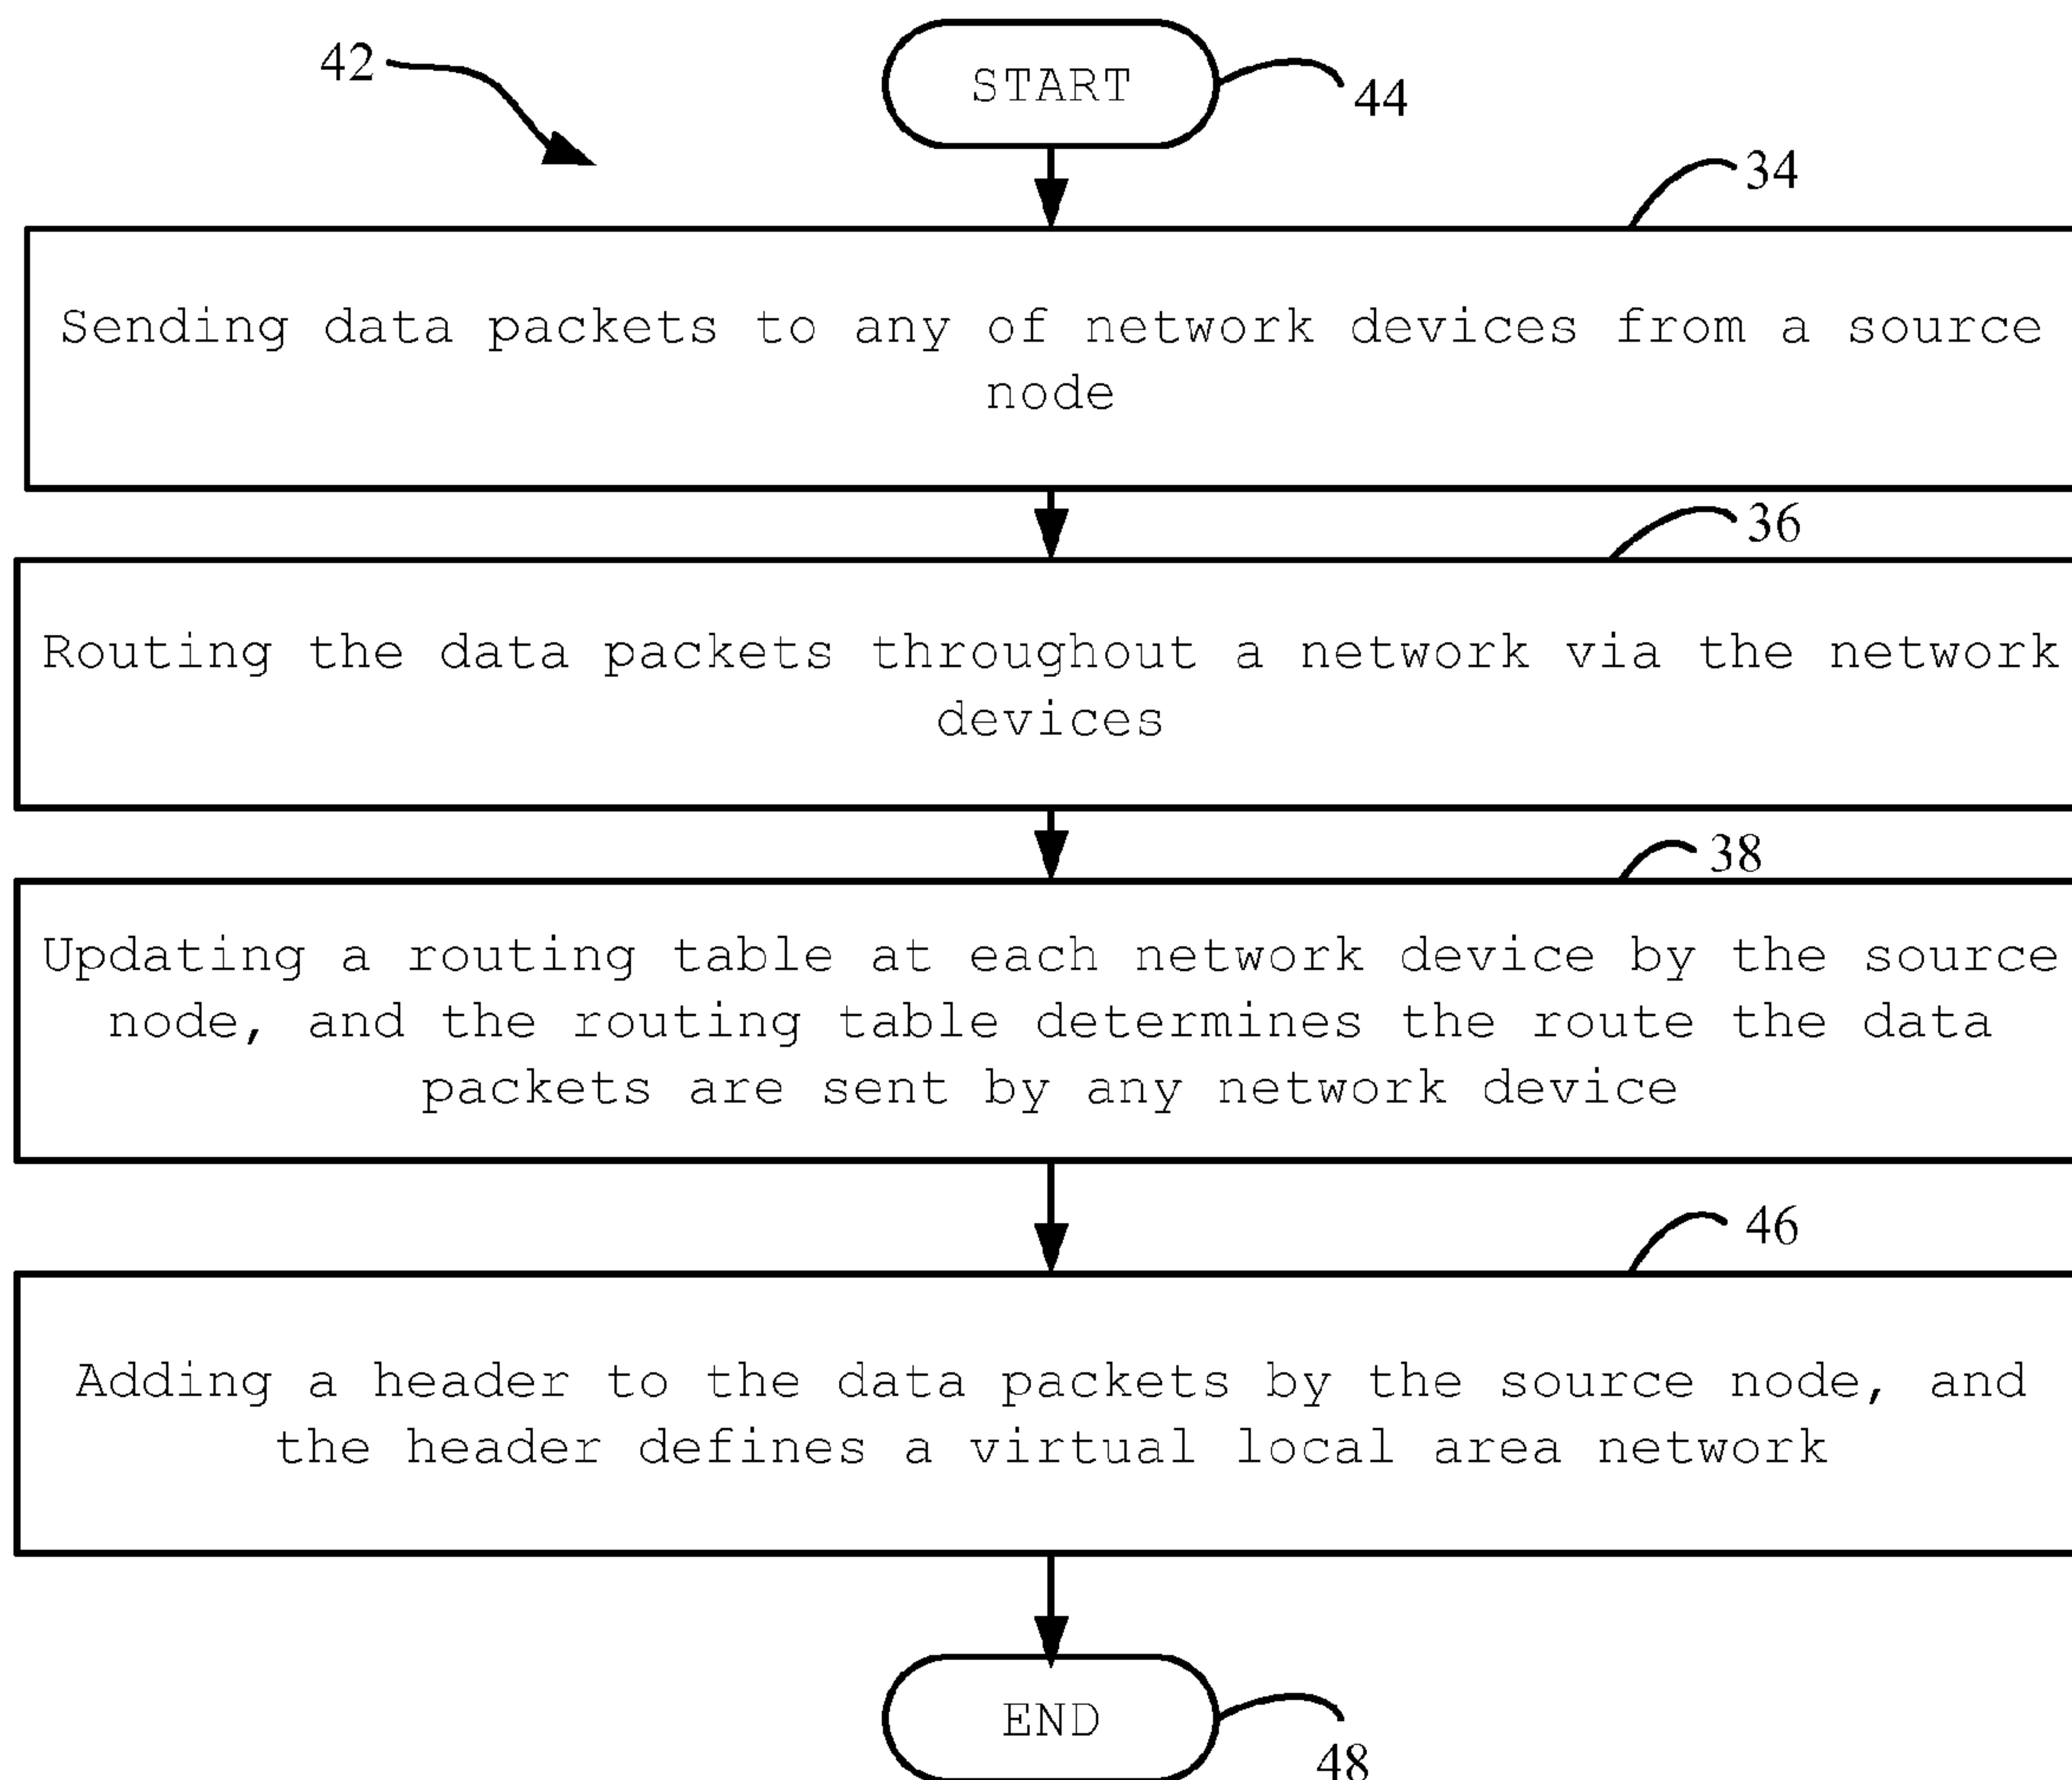 42
START
44
34
Sending data packets to any of network devices from a source
node
36
Routing the data packets throughout a network via the network
devices
38
Updating a routing table at each network device by the source
node, and the routing table determines the route the data
packets are sent by any network device
46
Adding a header to the data packets by the source node, and
the header defines a virtual local area network
END
48